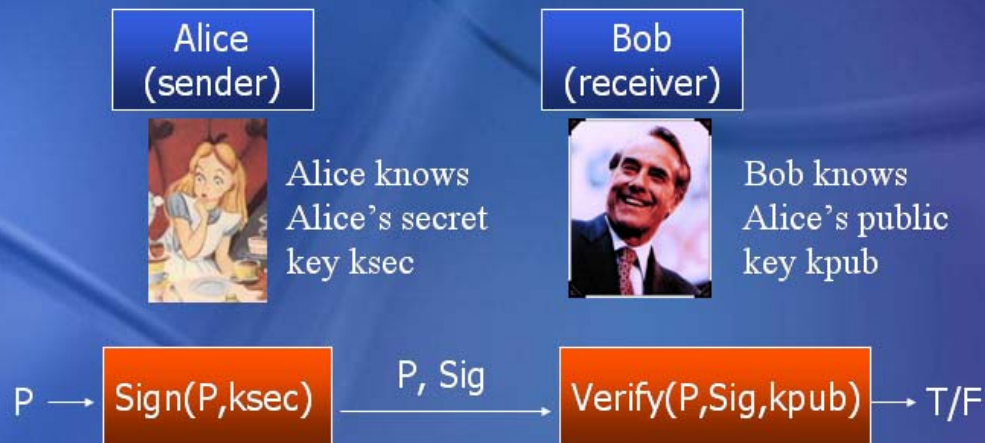 Alice
(sender)
Bob
(receiver)
Alice knows
Alice's secret
key ksec
Bob knows
Alice's public
key kpub
P
Sign(P,ksec)
P, Sig
Verify(P,Sig,kpub)
T/F